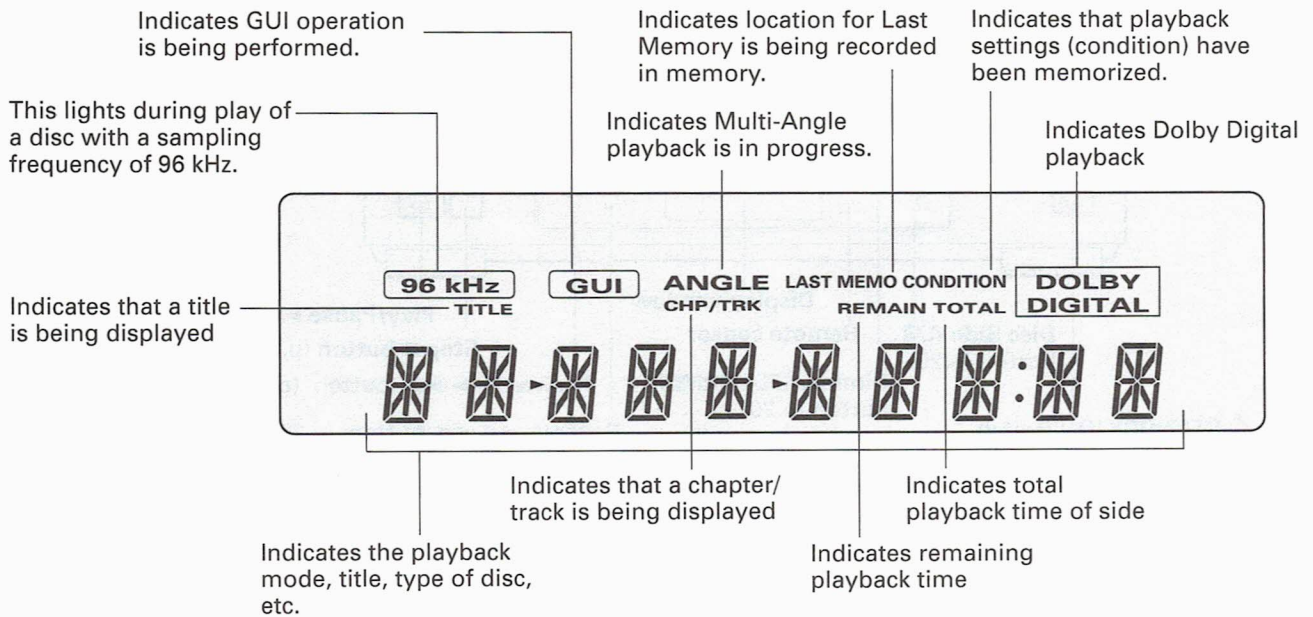 Indicates GUI operation
is being performed.
Indicates location for Last
Memory is being recorded
in memory.
Indicates that playback
settings (condition) have
been memorized.
This lights during play of
a disc with a sampling
frequency of 96 kHz.
Indicates Multi-Angle
playback is in progress.
Indicates Dolby Digital
playback
96 kHz GUI ANGLE LAST MEMO CONDITION DOLBY
TITLE CHP/TRK REMAIN TOTAL DIGITAL
Indicates that a title
is being displayed
Indicates that a chapter/
track is being displayed
Indicates total
playback time of side
Indicates the playback
mode, title, type of disc,
etc.
Indicates remaining
playback time